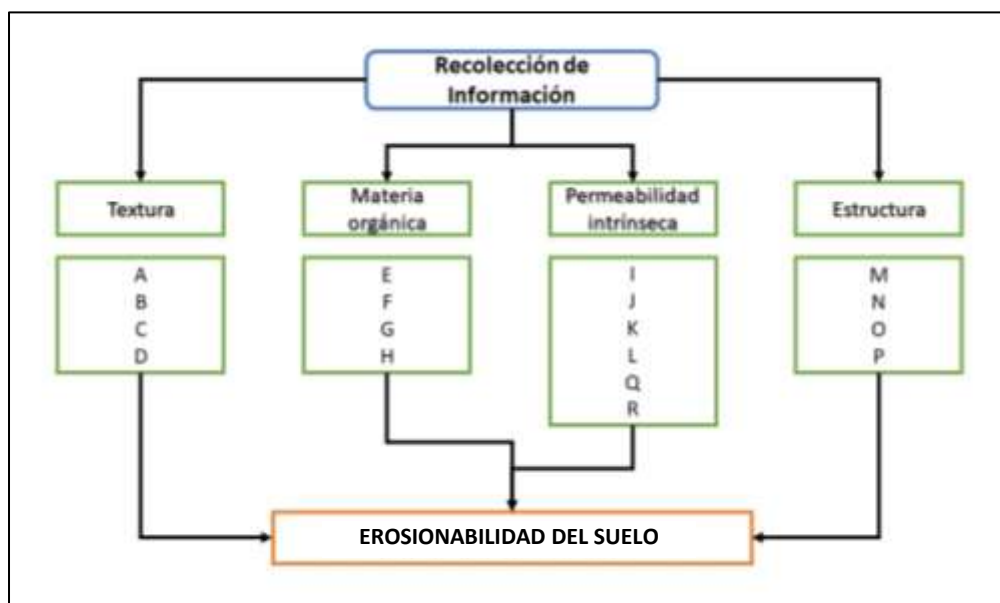 Recolección de
Información
Textura
Materia
orgánica
Permeabilidad
intrínseca
Estructura
A
B
C
D
E
F
G
H
I
J
K
L
Q
R
M
N
O
P
EROSIONABILIDAD DEL SUELO